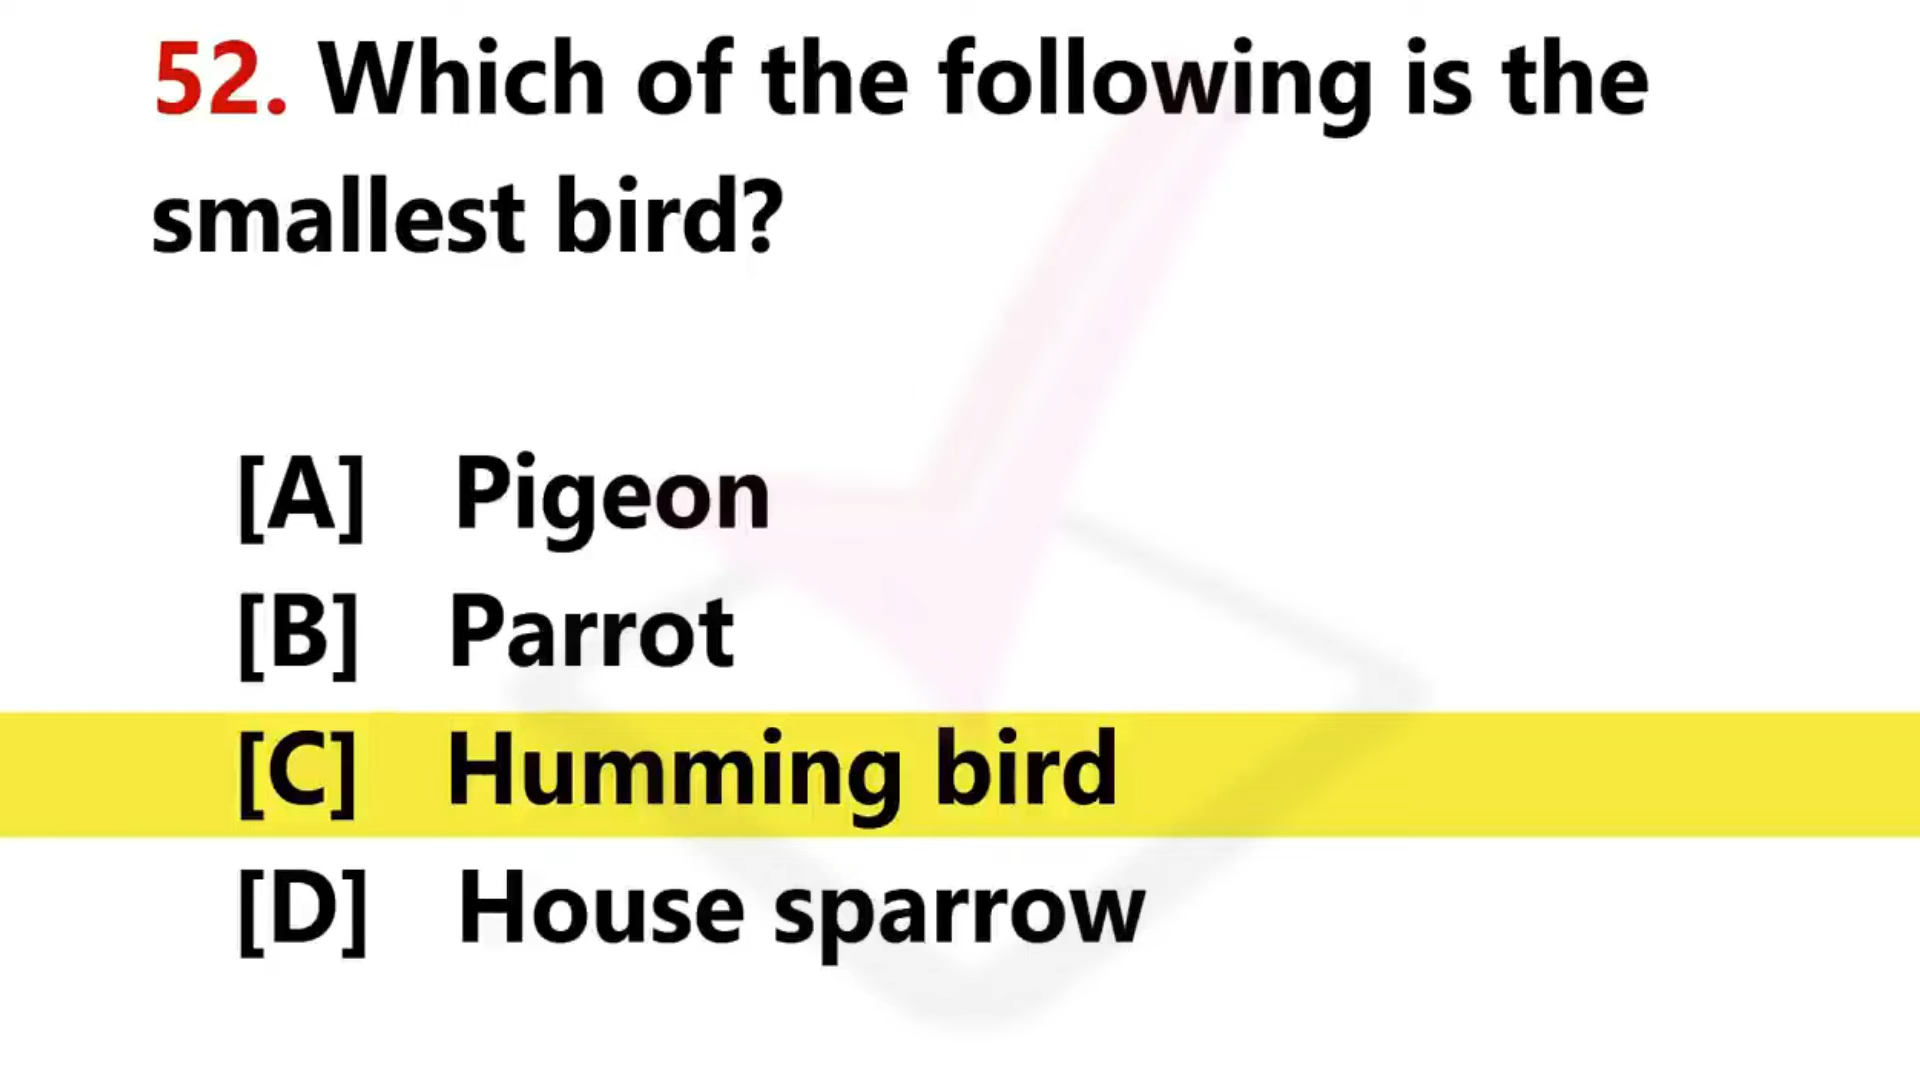 52. Which of the following is the
smallest bird?
[A] Pigeon
[B] Parrot
[C] Humming bird
[D] House sparrow